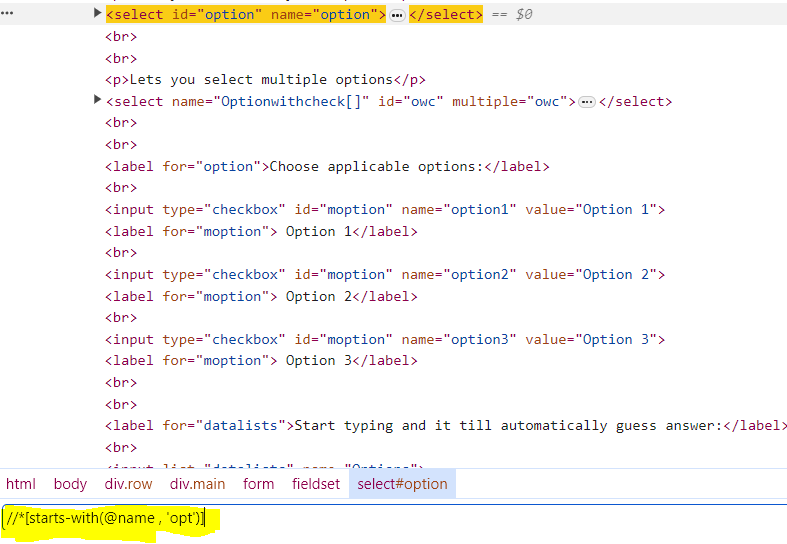 ••• ▶<select id="option" name="option"> ••• </select> == $0
<br>
<br>
<p>Lets you select multiple options</p>
▶<select name="Optionwithcheck[]" id="owc" multiple="owc"> ••• </select>
<br>
<br>
<label for="option">Choose applicable options:</label>
<br>
<input type="checkbox" id="moption" name="option1" value="Option 1">
<label for="moption"> Option 1</label>
<br>
<input type="checkbox" id="moption" name="option2" value="Option 2">
<label for="moption"> Option 2</label>
<br>
<input type="checkbox" id="moption" name="option3" value="Option 3">
<label for="moption"> Option 3</label>
<br>
<br>
<label for="datalists">Start typing and it till automatically guess answer:</label>
<br>
<input list="datalists" name="Options">
html body div.row div.main form fieldset select#option
//*[starts-with(@name , 'opt')]